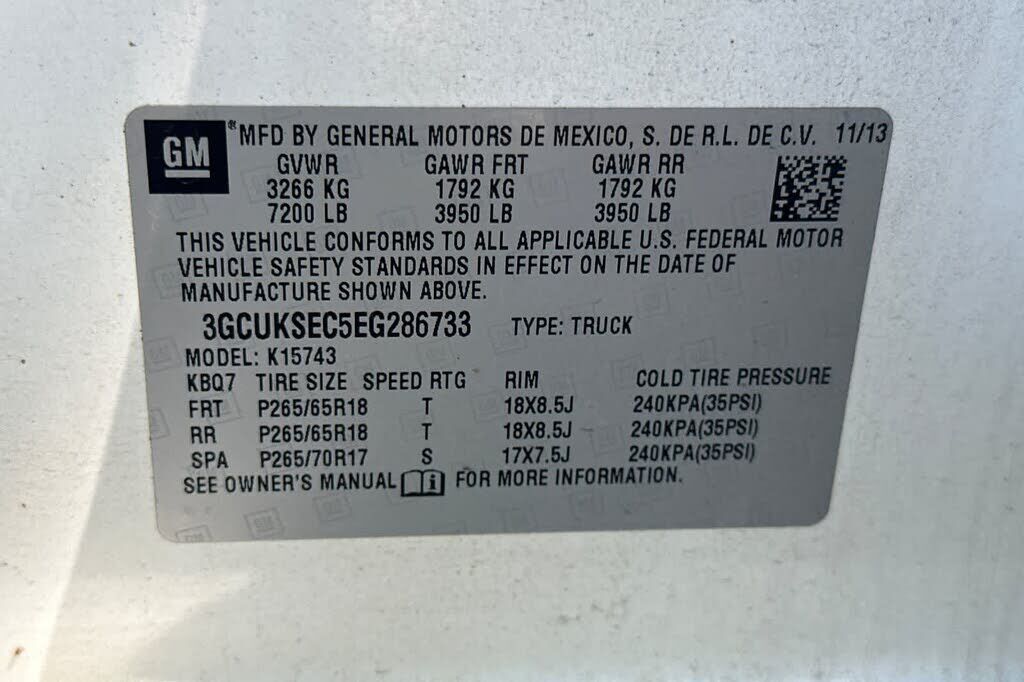 GM ® MFD BY GENERAL MOTORS DE MEXICO, S. DE R.L. DE C.V. 11/13
GVWR GAWR FRT GAWR RR
3266 KG 1792 KG 1792 KG
7200 LB 3950 LB 3950 LB
THIS VEHICLE CONFORMS TO ALL APPLICABLE U.S. FEDERAL MOTOR
VEHICLE SAFETY STANDARDS IN EFFECT ON THE DATE OF
MANUFACTURE SHOWN ABOVE.
3GCUKSEC5EG286733 TYPE: TRUCK
MODEL: K15743
KBQ7 TIRE SIZE SPEED RTG RIM COLD TIRE PRESSURE
FRT P265/65R18 T 18X8.5J 240KPA(35PSI)
RR P265/65R18 T 18X8.5J 240KPA(35PSI)
SPA P265/70R17 S 17X7.5J 240KPA(35PSI)
SEE OWNER'S MANUAL i FOR MORE INFORMATION.